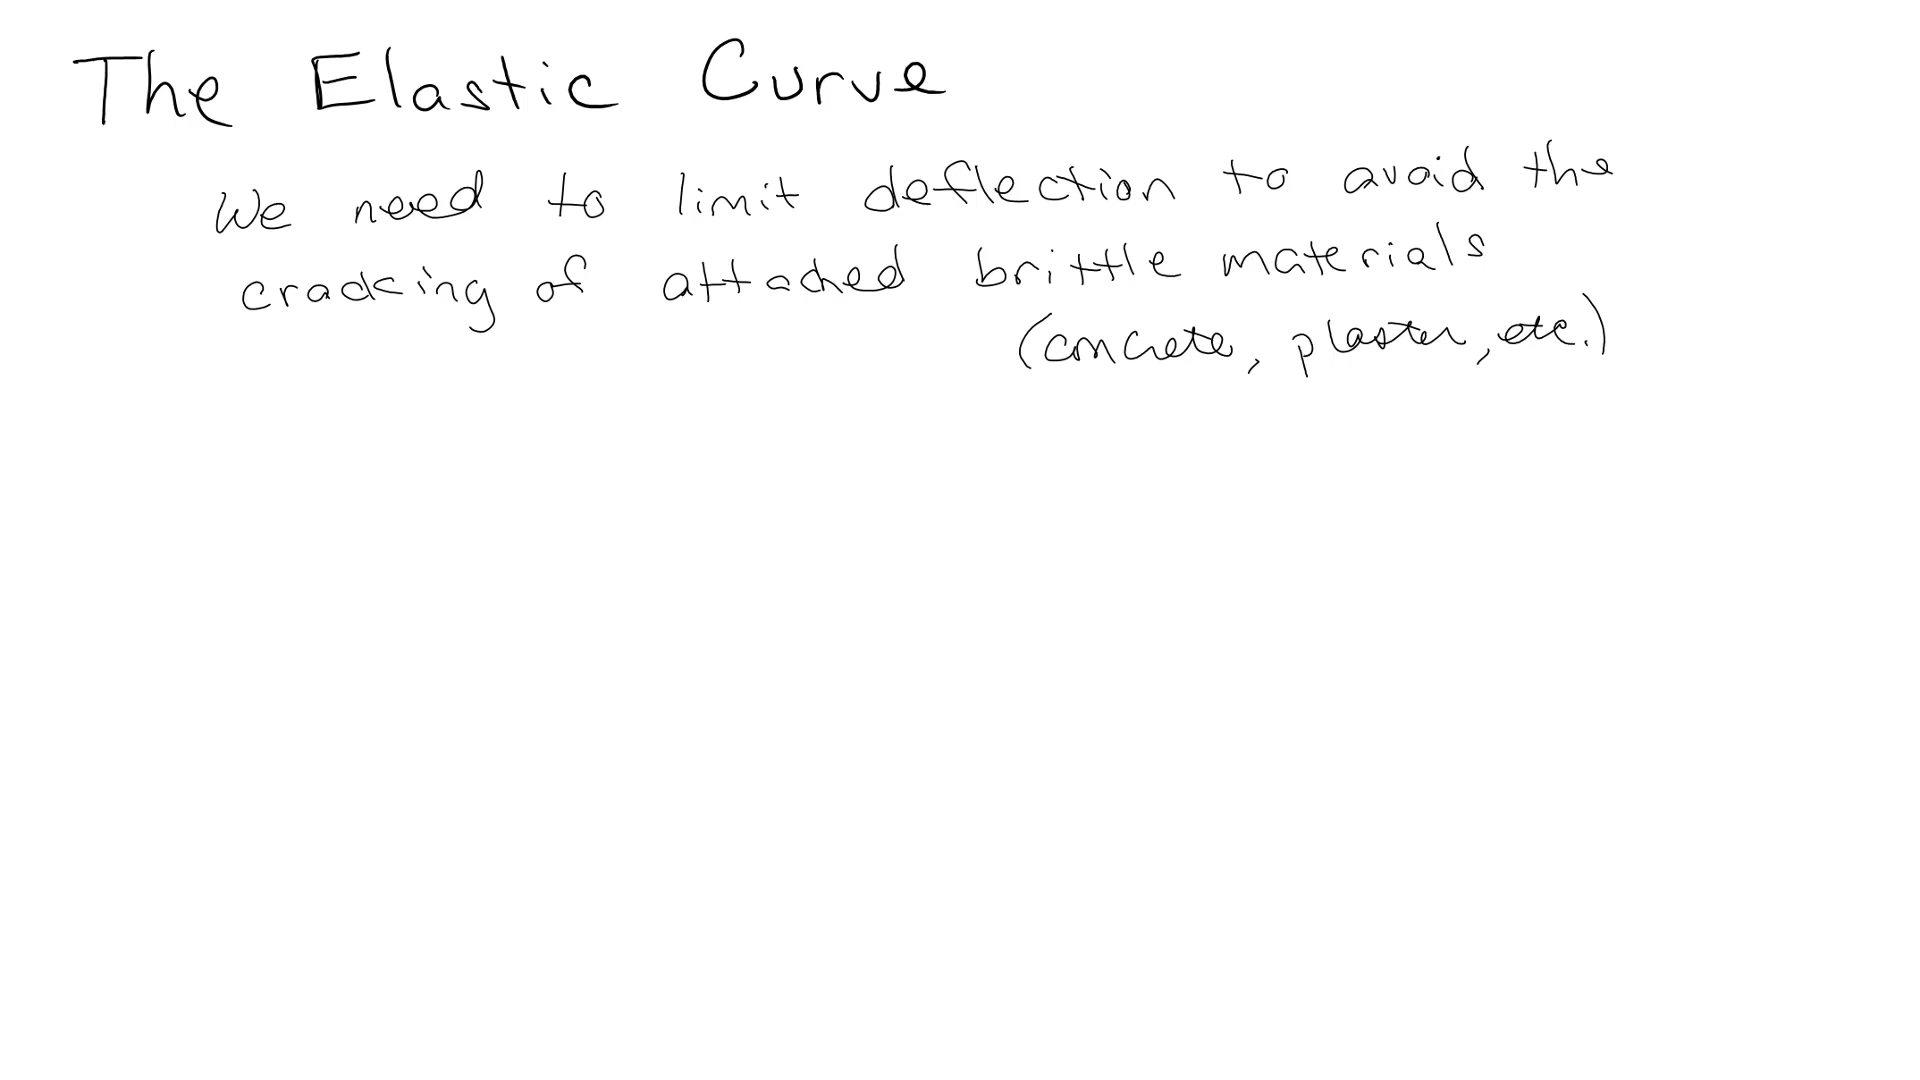 The Elastic Curve
We need to limit deflection to avoid the
cracking of attached brittle materials
(concrete, plaster, etc.)